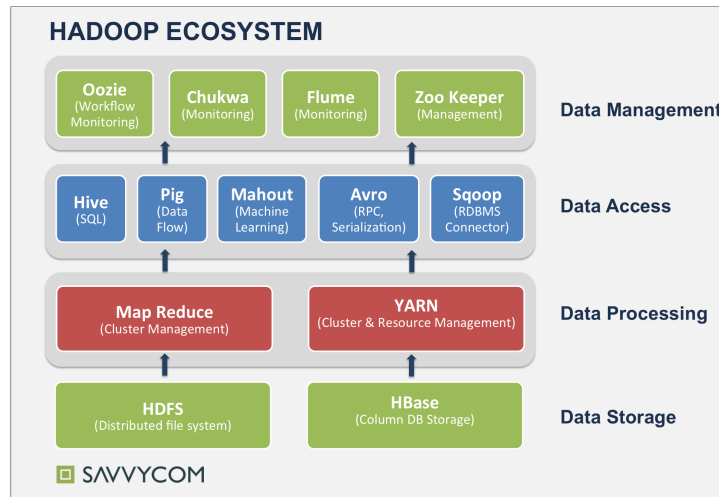 HADOOP ECOSYSTEM
Oozie
(Workflow
Monitoring)
Chukwa
(Monitoring)
Flume
(Monitoring)
Zoo Keeper
(Management)
Data Management
Hive
(SQL)
Pig
(Data
Flow)
Mahout
(Machine
Learning)
Avro
(RPC,
Serialization)
Sqoop
(RDBMS
Connector)
Data Access
Map Reduce
(Cluster Management)
YARN
(Cluster & Resource Management)
Data Processing
HDFS
(Distributed file system)
HBase
(Column DB Storage)
Data Storage
SAVVYCOM